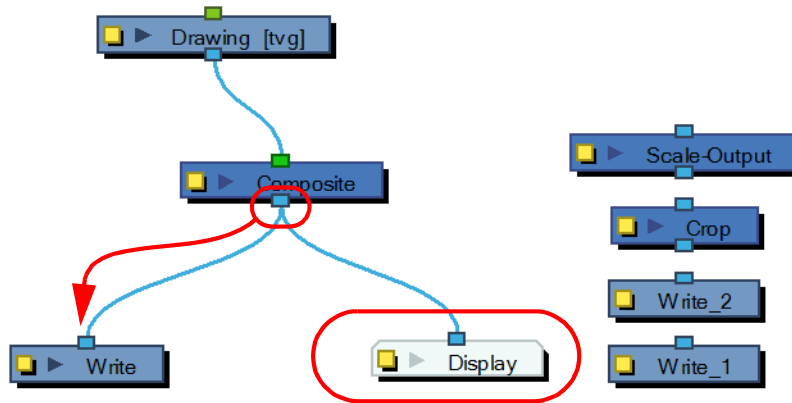 Drawing [tvg]
Composite
Scale-Output
Crop
Write_2
Write
Display
Write_1